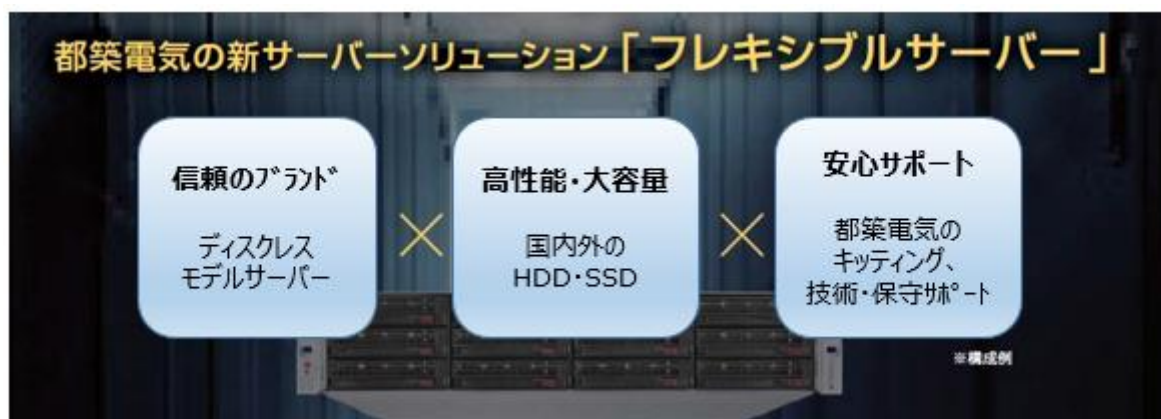 都築電気の新サーバーソリューション「フレキシブルサーバー」
信頼のﾌﾞﾗﾝﾄﾞ
ディスクレス
モデルサーバー
×
高性能・大容量
国内外の
HDD・SSD
×
安心サポート
都築電気の
キッティング、
技術・保守ｻﾎﾟｰﾄ
※構成例